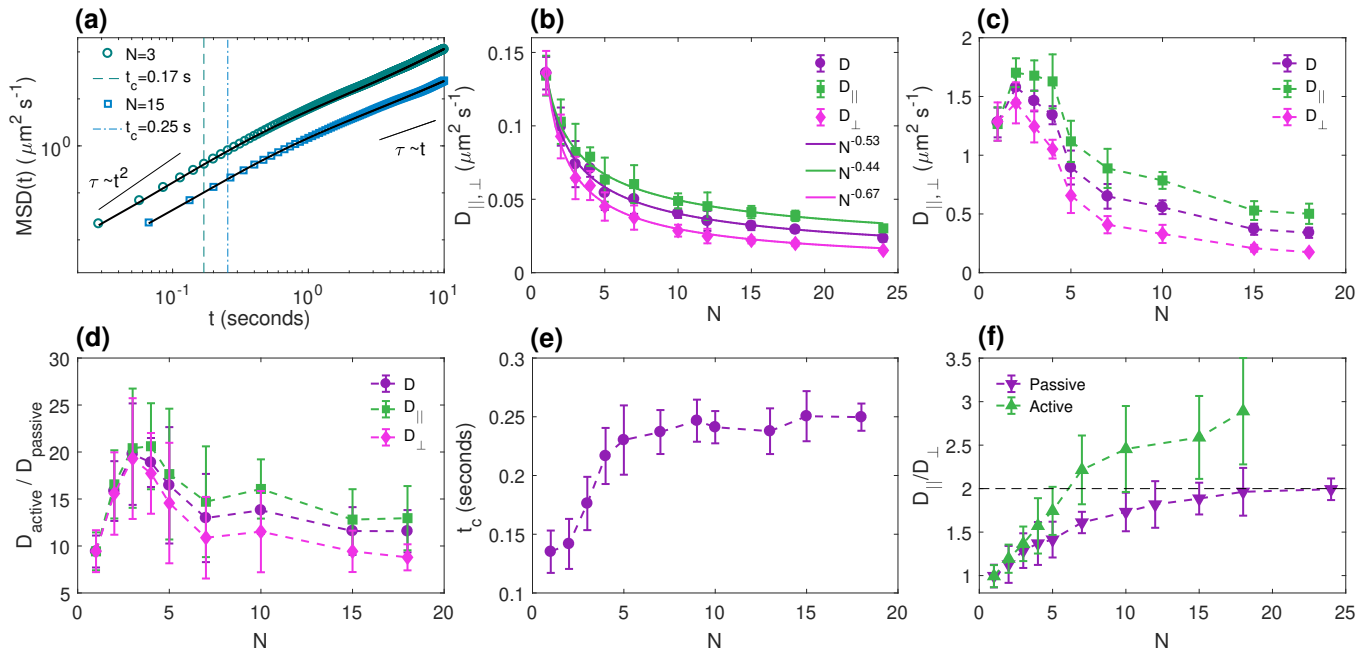 (a)
MSD(t) (μm² s⁻¹)
10⁰
N=3
t_c=0.17 s
N=15
t_c=0.25 s
τ ~t²
τ ~t
10⁻¹ 10⁰ 10¹
t (seconds)
(b)
D_||,⊥ (μm² s⁻¹)
0.15
0.1
0.05
0
D
D_||
D_⊥
N^-0.53
N^-0.44
N^-0.67
0 5 10 15 20 25
N
(c)
D_||,⊥ (μm² s⁻¹)
2
1.5
1
0.5
0
D
D_||
D_⊥
0 5 10 15 20
N
(d)
D_active / D_passive
30
25
20
15
10
5
D
D_||
D_⊥
0 5 10 15 20
N
(e)
t_c (seconds)
0.3
0.25
0.2
0.15
0.1
0 5 10 15 20
N
(f)
D_||/D_⊥
3.5
3
2.5
2
1.5
1
Passive
Active
0 5 10 15 20 25
N